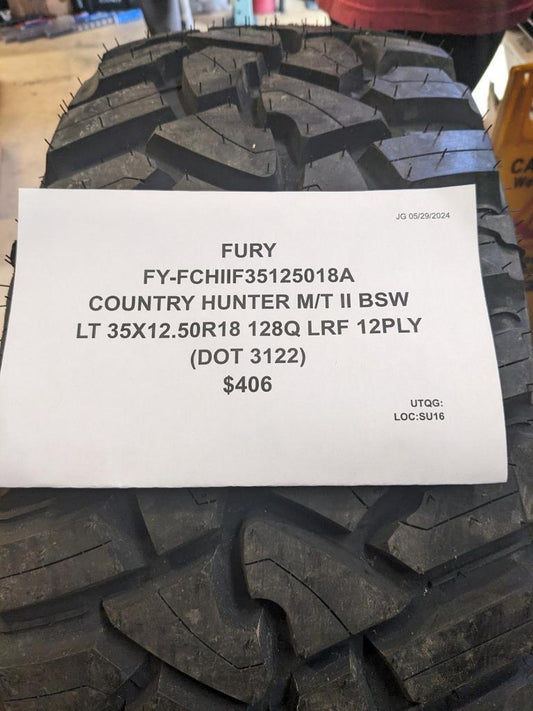 JG 05/29/2024
FURY
FY-FCHIIF35125018A
COUNTRY HUNTER M/T II BSW
LT 35X12.50R18 128Q LRF 12PLY
(DOT 3122)
$406
UTQG:
LOC:SU16